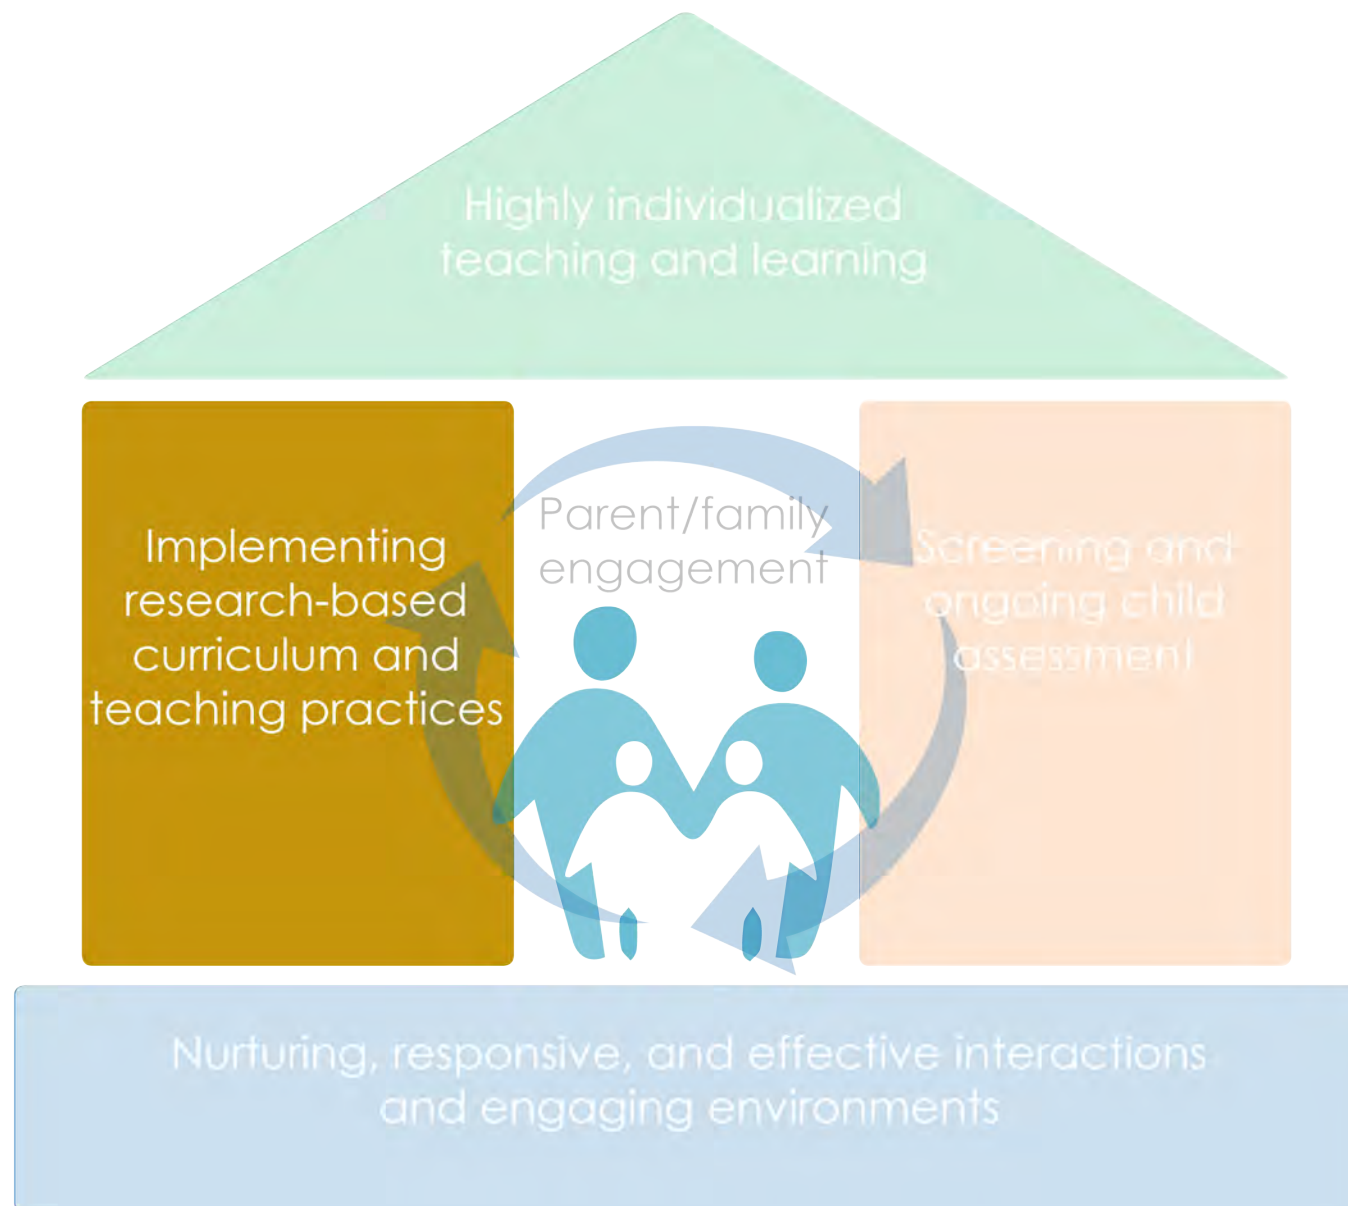 Highly individualized
teaching and learning
Parent/family
engagement
Implementing
research-based
curriculum and
teaching practices
Screening and
ongoing child
assessment
Nurturing, responsive, and effective interactions
and engaging environments